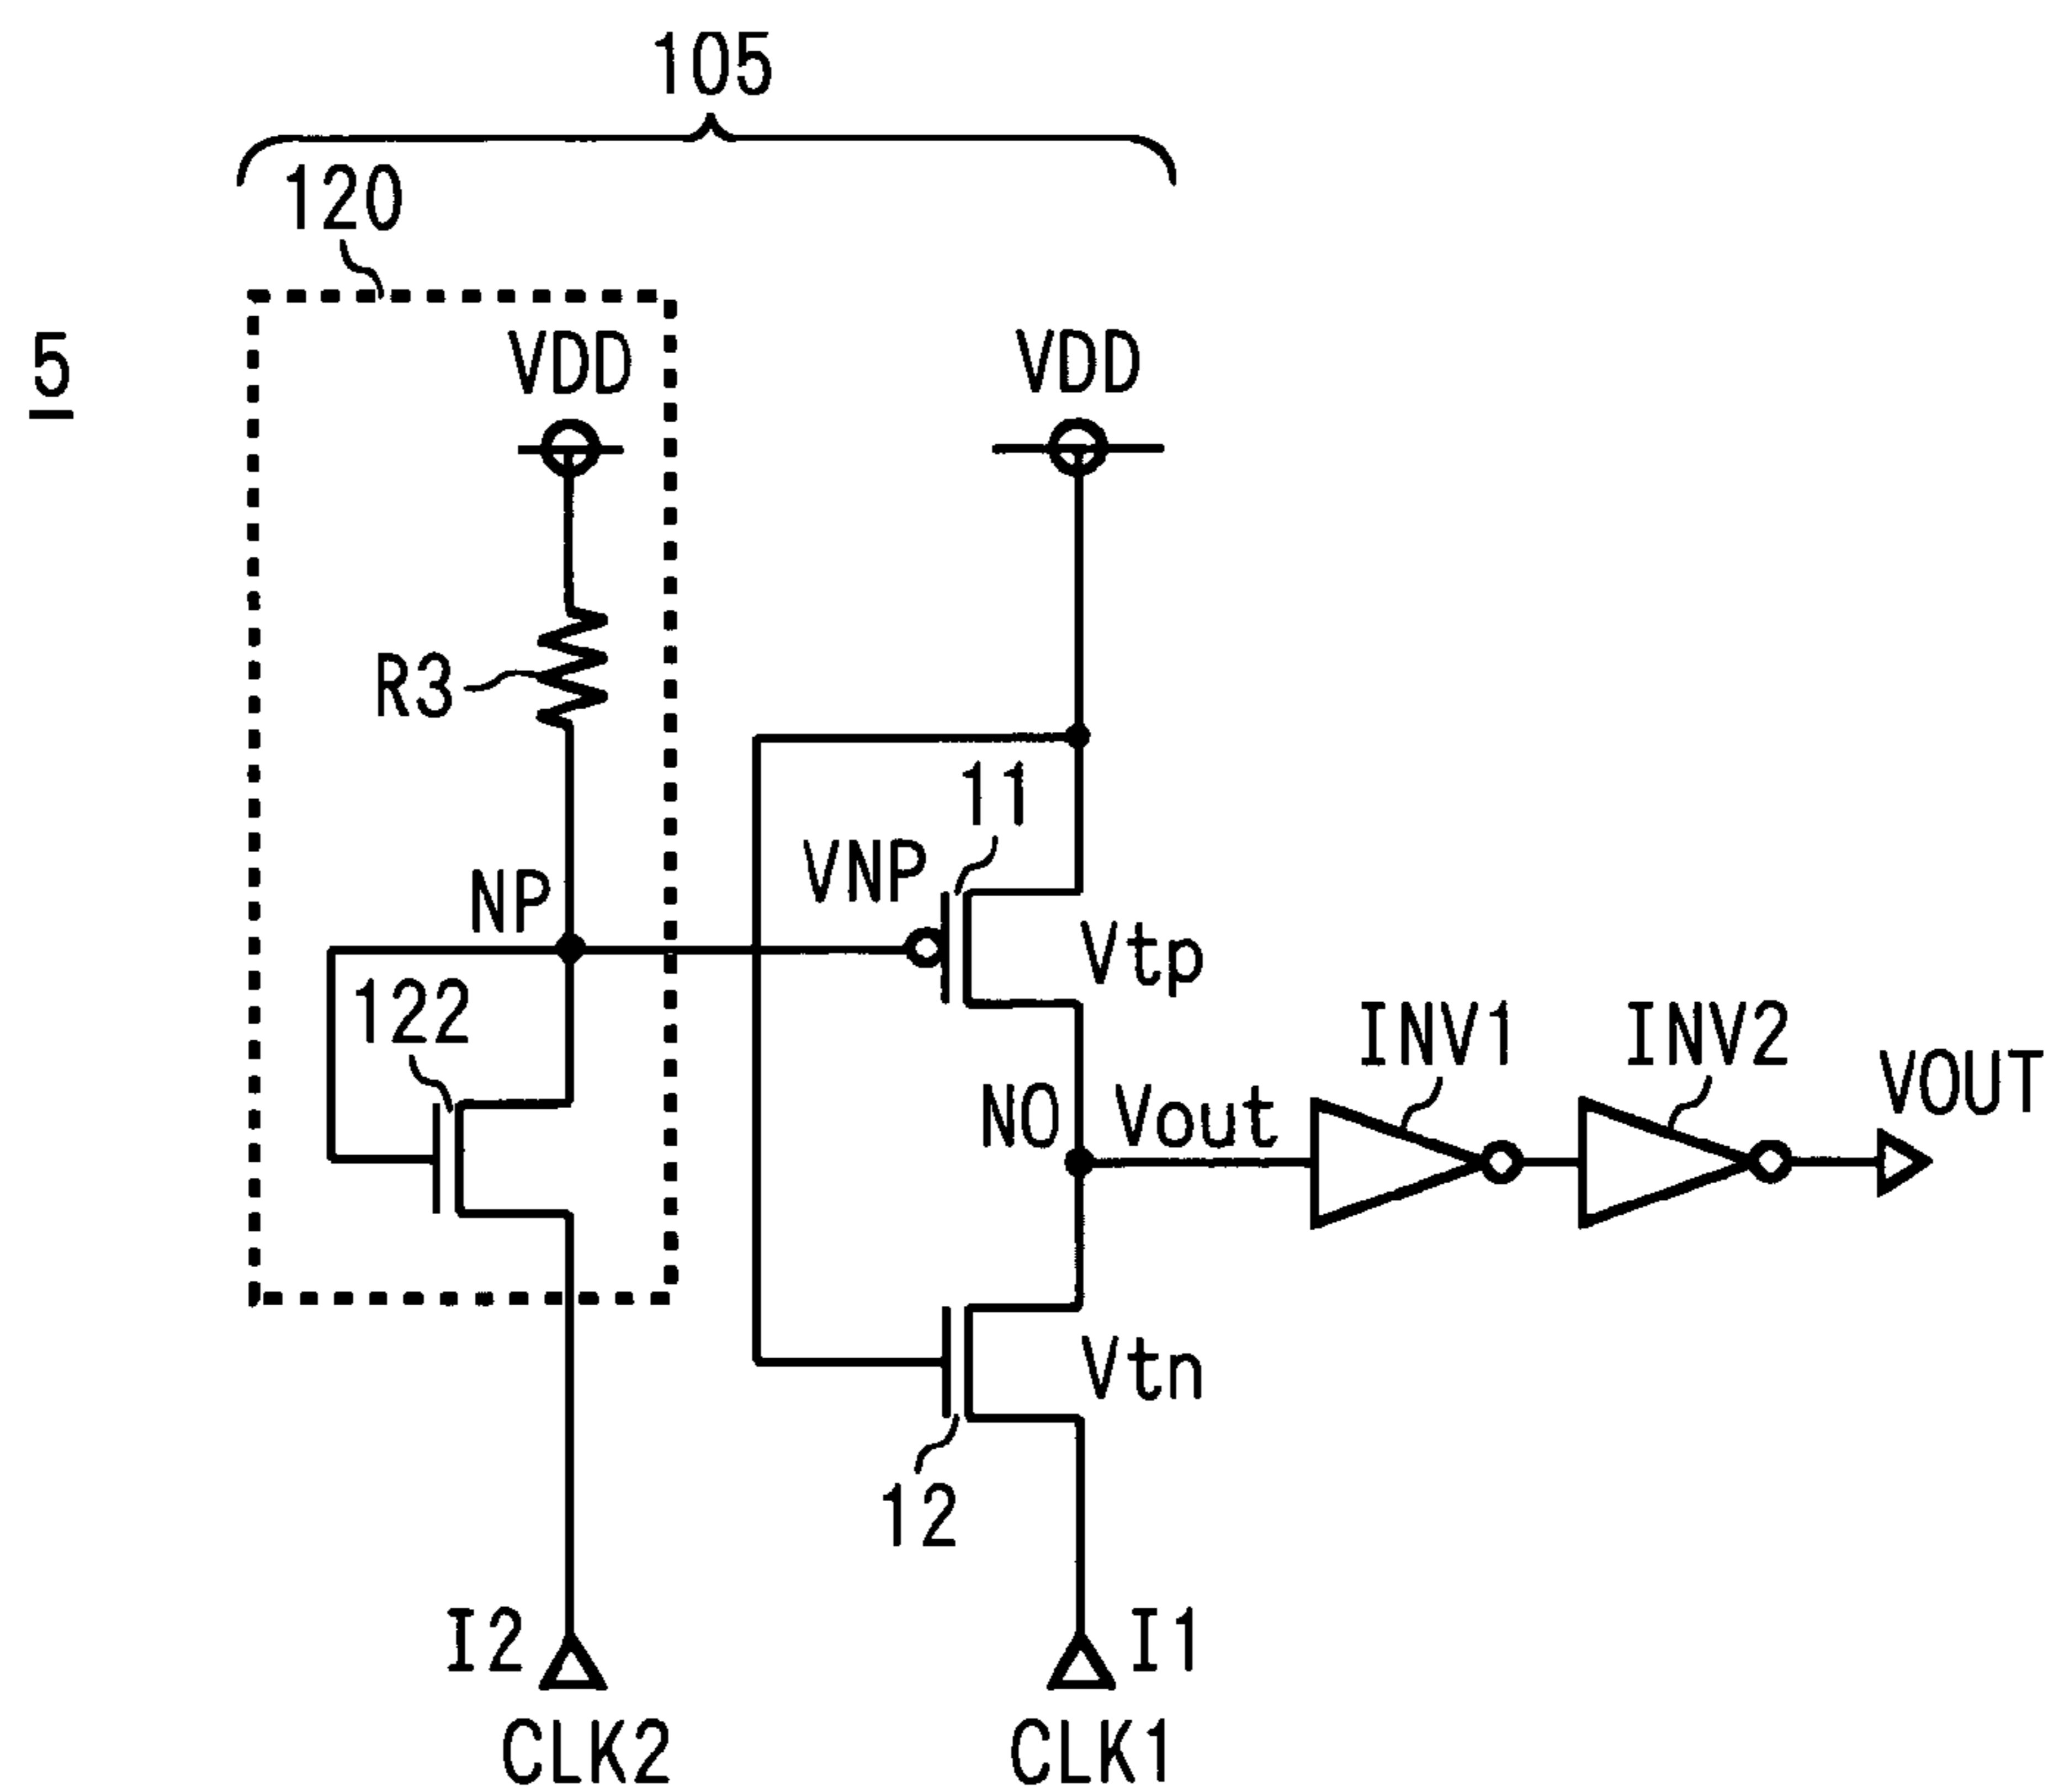 105
120
5
VDD
VDD
R3
11
VNP
NP
Vtp
122
INV1
INV2
VOUT
NO
Vout
Vtn
12
I2
I1
CLK2
CLK1